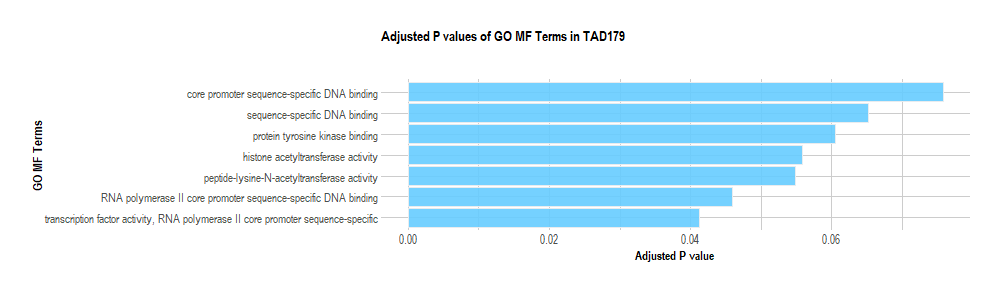 Adjusted P values of GO MF Terms in TAD179
GO MF Terms
core promoter sequence-specific DNA binding
sequence-specific DNA binding
protein tyrosine kinase binding
histone acetyltransferase activity
peptide-lysine-N-acetyltransferase activity
RNA polymerase II core promoter sequence-specific DNA binding
transcription factor activity, RNA polymerase II core promoter sequence-specific
0.00 0.02 0.04 0.06
Adjusted P value